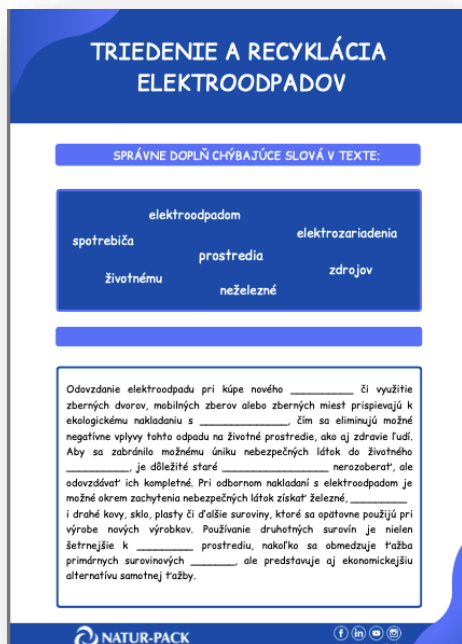 TRIEDENIE A RECYKLÁCIA
ELEKTROODPADOV
SPRÁVNE DOPLŇ CHÝBAJÚCE SLOVÁ V TEXTE:
elektroodpadom
spotrebiča
elektrozariadenia
prostredia
životnému
zdrojov
neželezné
Odovzdanie elektroodpadu pri kúpe nového __________ či využitie
zberných dvorov, mobilných zberov alebo zberných miest prispievajú k
ekologickému nakladaniu s ______________, čím sa eliminujú možné
negatívne vplyvy tohto odpadu na životné prostredie, ako aj zdravie ľudí.
Aby sa zabránilo možnému úniku nebezpečných látok do životného
__________, je dôležité staré _________________ nerozoberať, ale
odovzdávať ich kompletné. Pri odbornom nakladaní s elektroodpadom je
možné okrem zachytenia nebezpečných látok získať železné, _________
i drahé kovy, sklo, plasty či ďalšie suroviny, ktoré sa opätovne použijú pri
výrobe nových výrobkov. Používanie druhotných surovín je nielen
šetrnejšie k _________ prostrediu, nakoľko sa obmedzuje ťažba
primárnych surovinových _______, ale predstavuje aj ekonomickejšiu
alternatívu samotnej ťažby.
NATUR-PACK